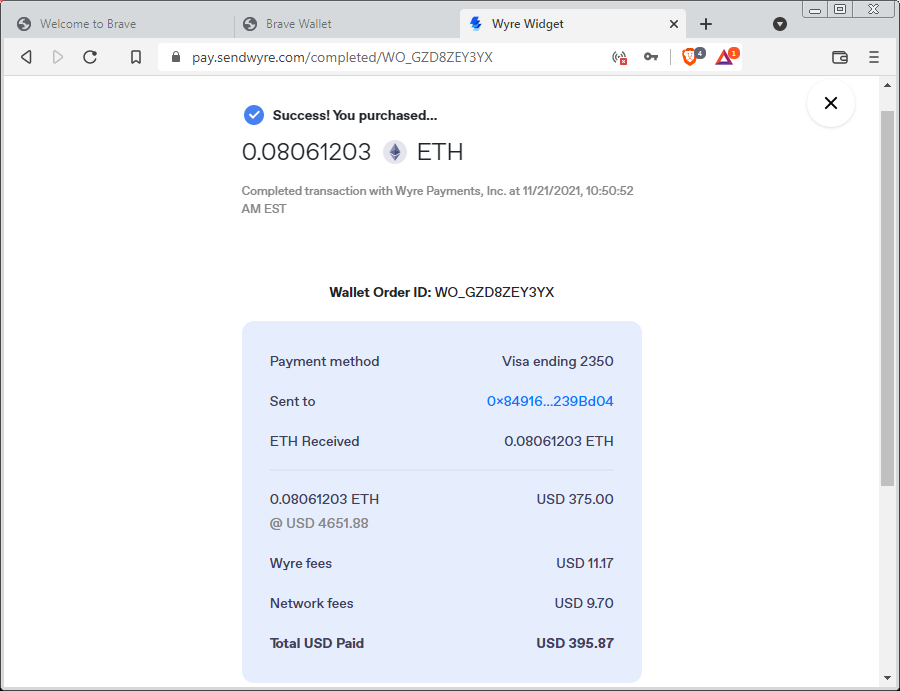 Welcome to Brave
Brave Wallet
Wyre Widget
pay.sendwyre.com/completed/WO_GZD8ZEY3YX
4
1
Success! You purchased...
0.08061203 ETH
Completed transaction with Wyre Payments, Inc. at 11/21/2021, 10:50:52
AM EST
Wallet Order ID: WO_GZD8ZEY3YX
Payment method Visa ending 2350
Sent to 0×84916...239Bd04
ETH Received 0.08061203 ETH
0.08061203 ETH USD 375.00
@ USD 4651.88
Wyre fees USD 11.17
Network fees USD 9.70
Total USD Paid USD 395.87